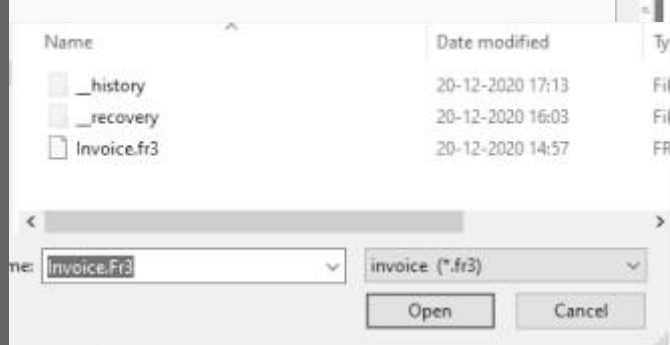 Name Date modified Ty
__history 20-12-2020 17:13 Fil
__recovery 20-12-2020 16:03 Fil
Invoice.fr3 20-12-2020 14:57 FR
me: Invoice.Fr3 invoice (*.fr3)
Open Cancel